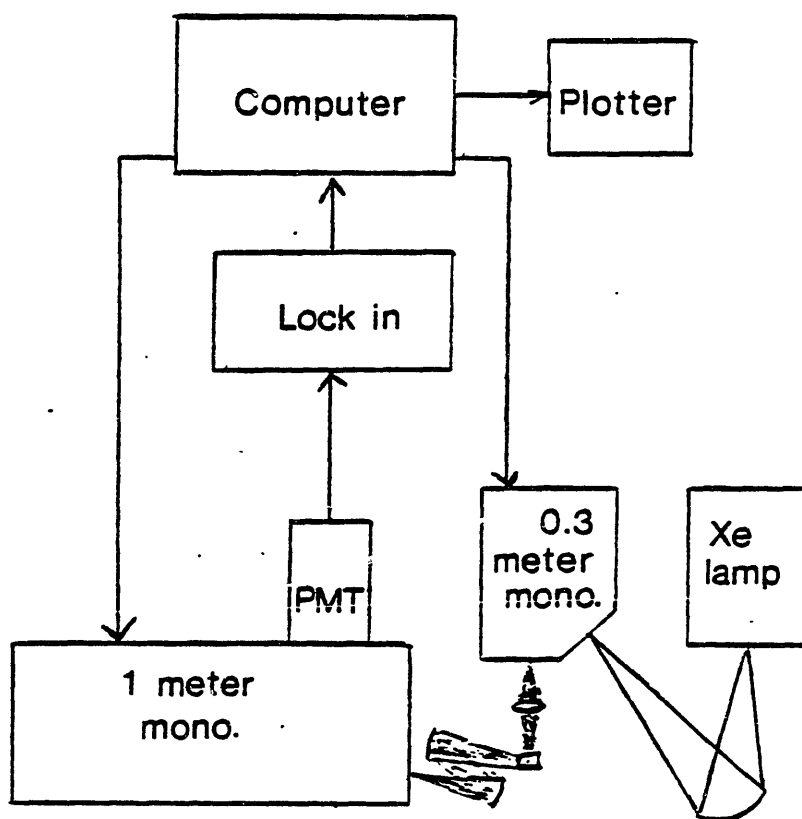 Computer
Plotter
Lock in
0.3
meter
mono.
Xe
lamp
PMT
1 meter
mono.